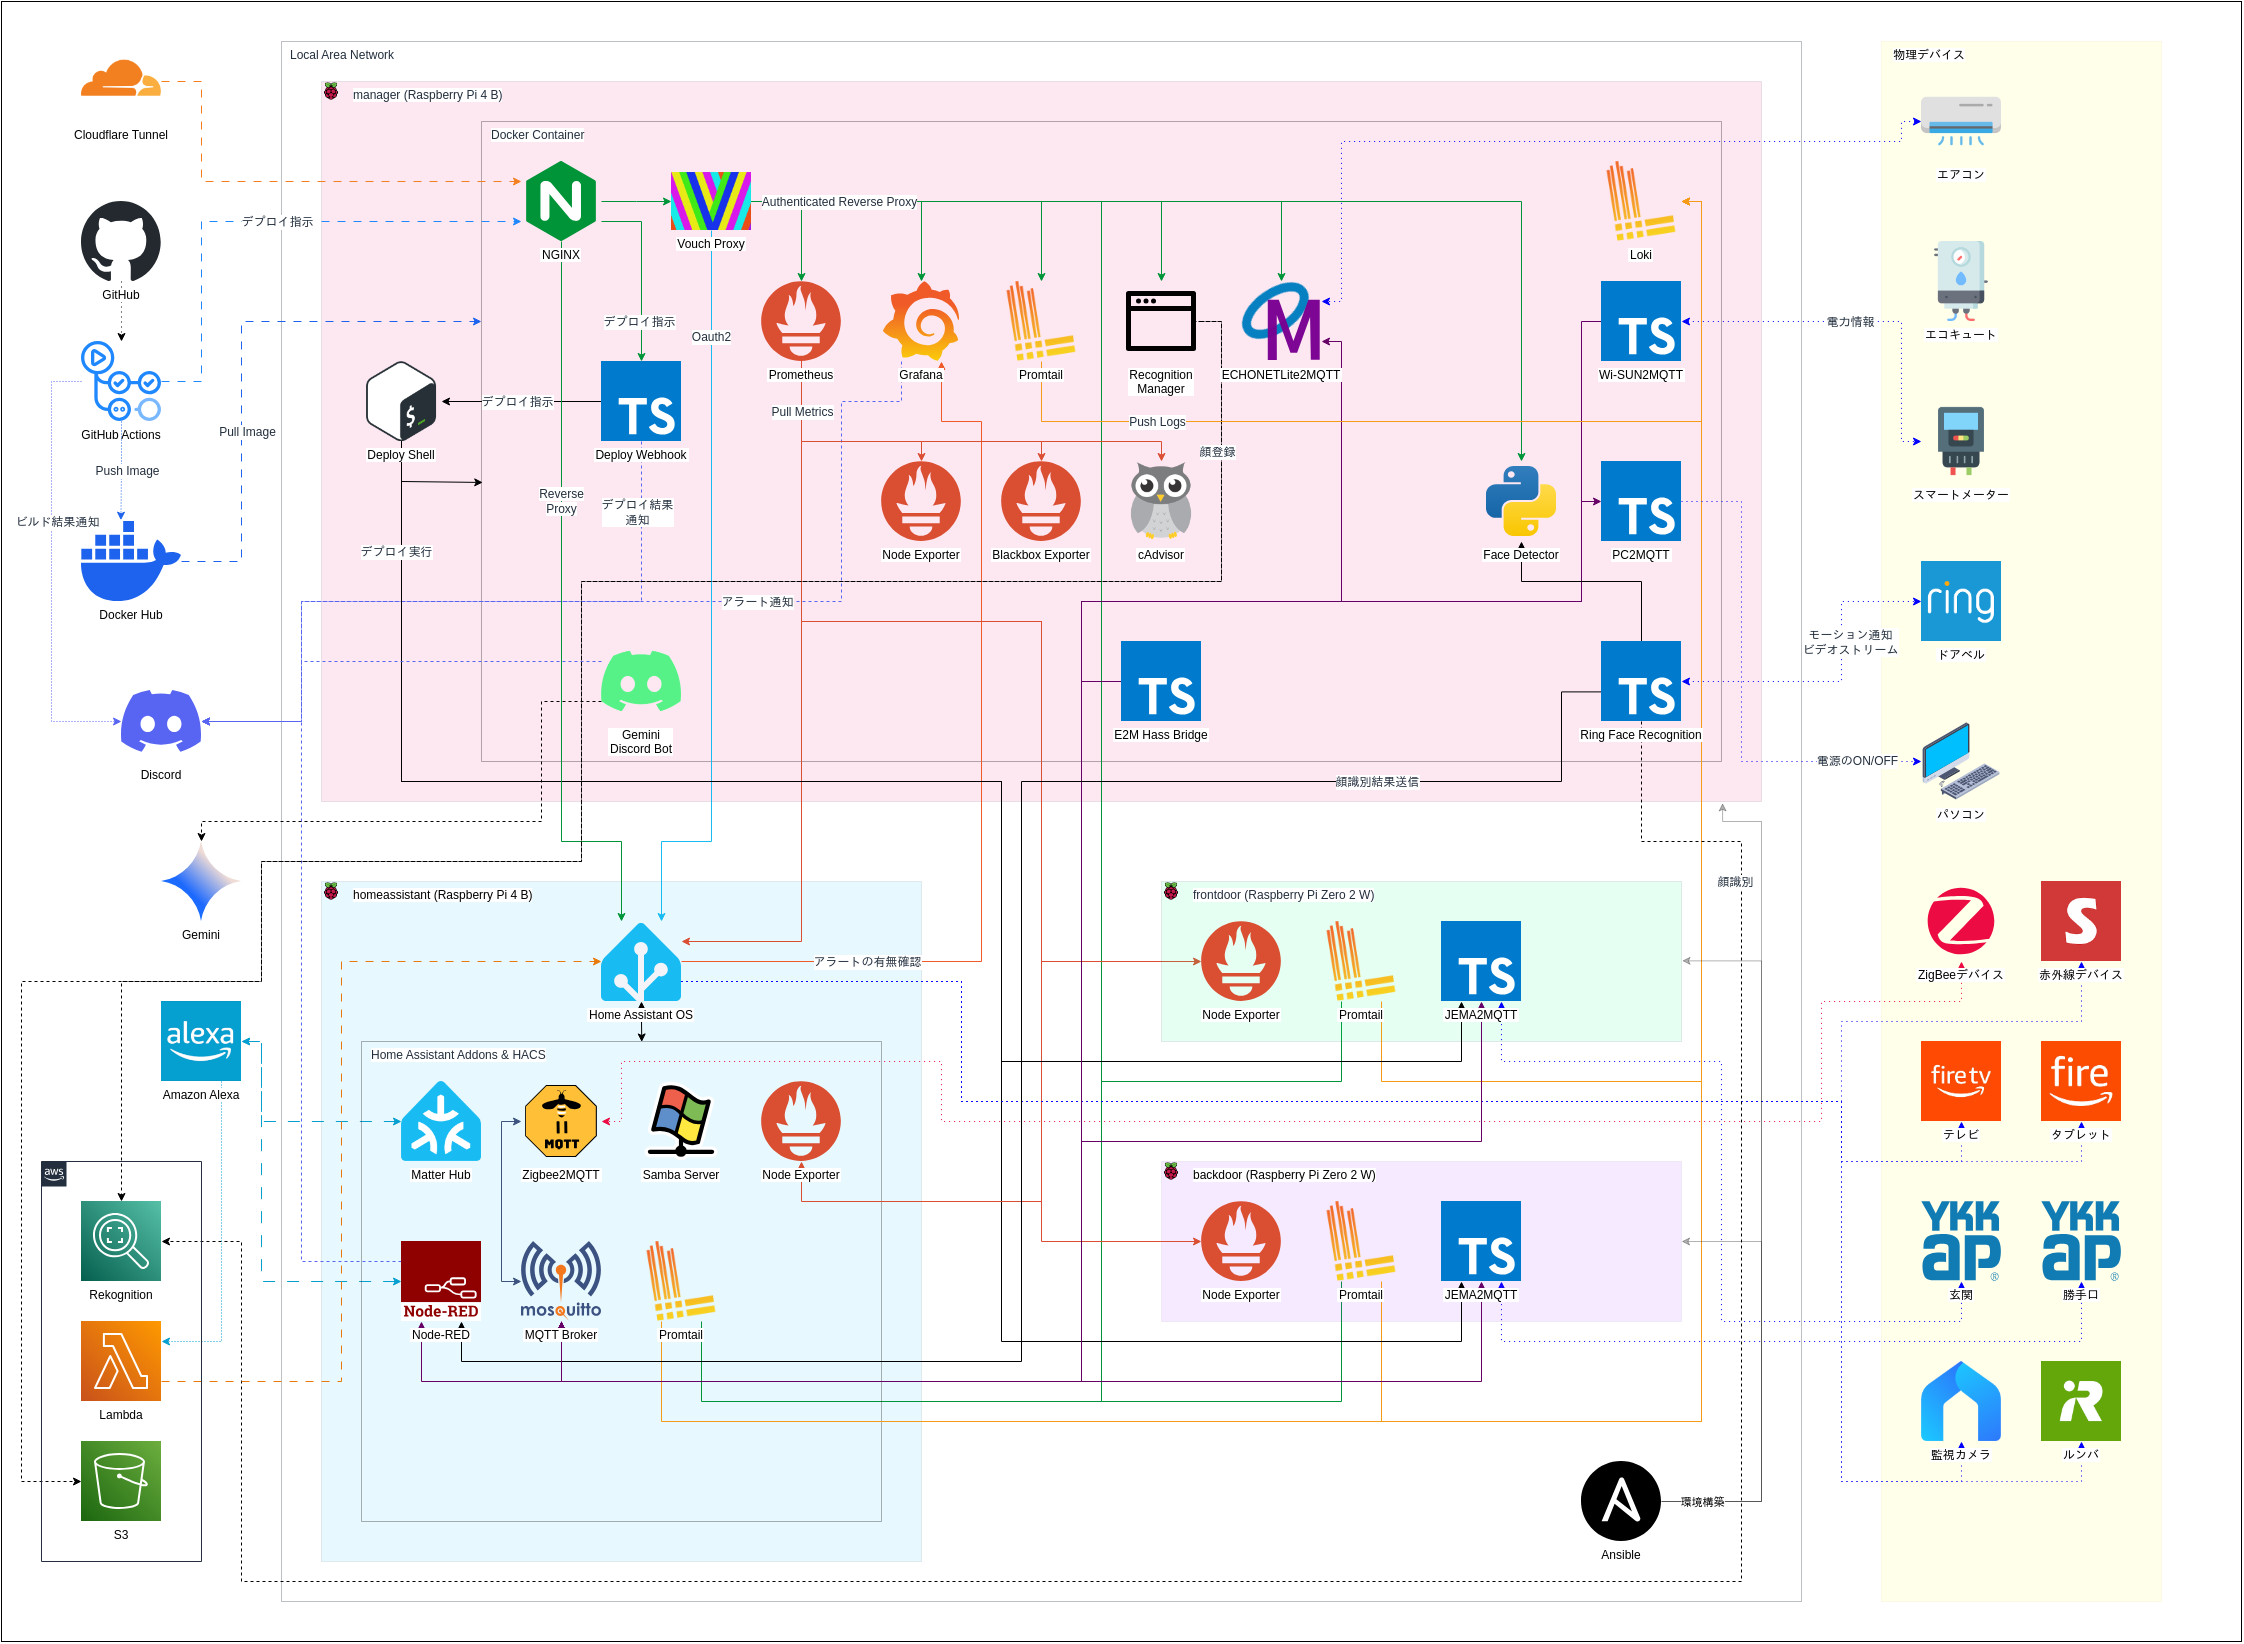 Local Area Network
物理デバイス
manager (Raspberry Pi 4 B)
Cloudflare Tunnel
Docker Container
エアコン
NGINX
Vouch Proxy
Authenticated Reverse Proxy
Loki
デプロイ指示
GitHub
デプロイ指示
Oauth2
Prometheus
Grafana
Promtail
Recognition
Manager
M
ECHONETLite2MQTT
TS
Wi-SUN2MQTT
電力情報
エコキュート
GitHub Actions
Pull Image
Push Image
$
Deploy Shell
デプロイ指示
TS
Deploy Webhook
Pull Metrics
Push Logs
顔登録
スマートメーター
ビルド結果通知
Docker Hub
デプロイ実行
Reverse
Proxy
デプロイ結果
通知
Node Exporter
Blackbox Exporter
cAdvisor
Face Detector
TS
PC2MQTT
アラート通知
ring
ドアベル
モーション通知
ビデオストリーム
Discord
Gemini
Discord Bot
TS
E2M Hass Bridge
TS
Ring Face Recognition
電源のON/OFF
パソコン
顔識別結果送信
Gemini
homeassistant (Raspberry Pi 4 B)
frontdoor (Raspberry Pi Zero 2 W)
顔識別
Home Assistant OS
アラートの有無確認
Node Exporter
Promtail
TS
JEMA2MQTT
ZigBeeデバイス
S
赤外線デバイス
alexa
Amazon Alexa
Home Assistant Addons & HACS
Matter Hub
MQTT
Zigbee2MQTT
Samba Server
Node Exporter
fire tv
テレビ
fire
タブレット
backdoor (Raspberry Pi Zero 2 W)
aws
Rekognition
Node-RED
Node-RED
mosquitto
MQTT Broker
Promtail
Node Exporter
Promtail
TS
JEMA2MQTT
YKK
ap®
玄関
YKK
ap®
勝手口
Lambda
監視カメラ
iR
ルンバ
S3
Ansible
環境構築